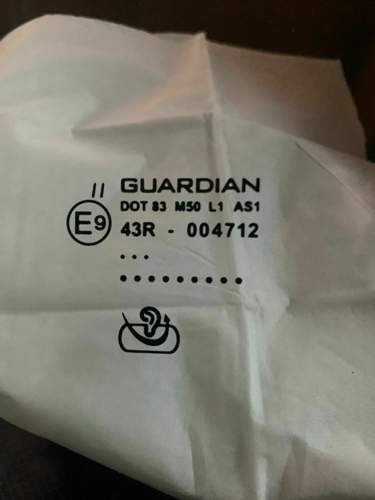 II GUARDIAN
DOT 83 M50 L1 AS1
E9 43R - 004712